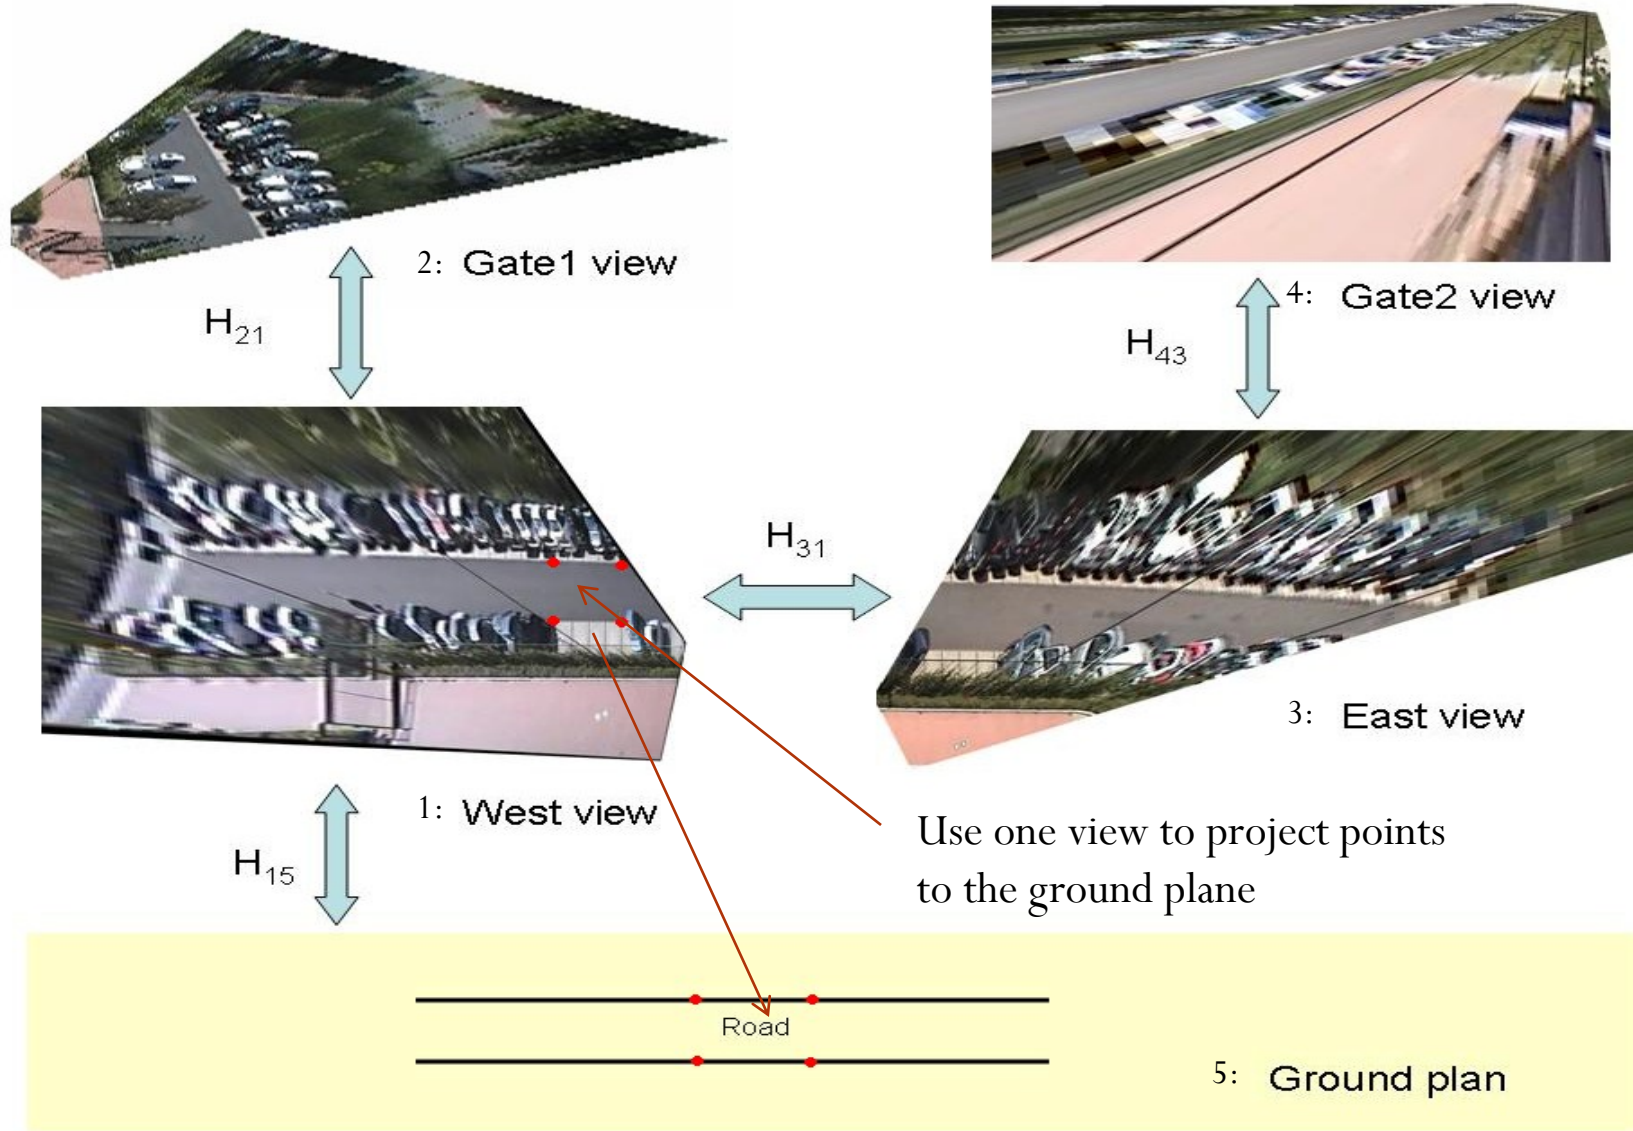 2: Gate1 view
4: Gate2 view
H21
H43
H31
3: East view
1: West view
Use one view to project points
to the ground plane
H15
Road
5: Ground plan